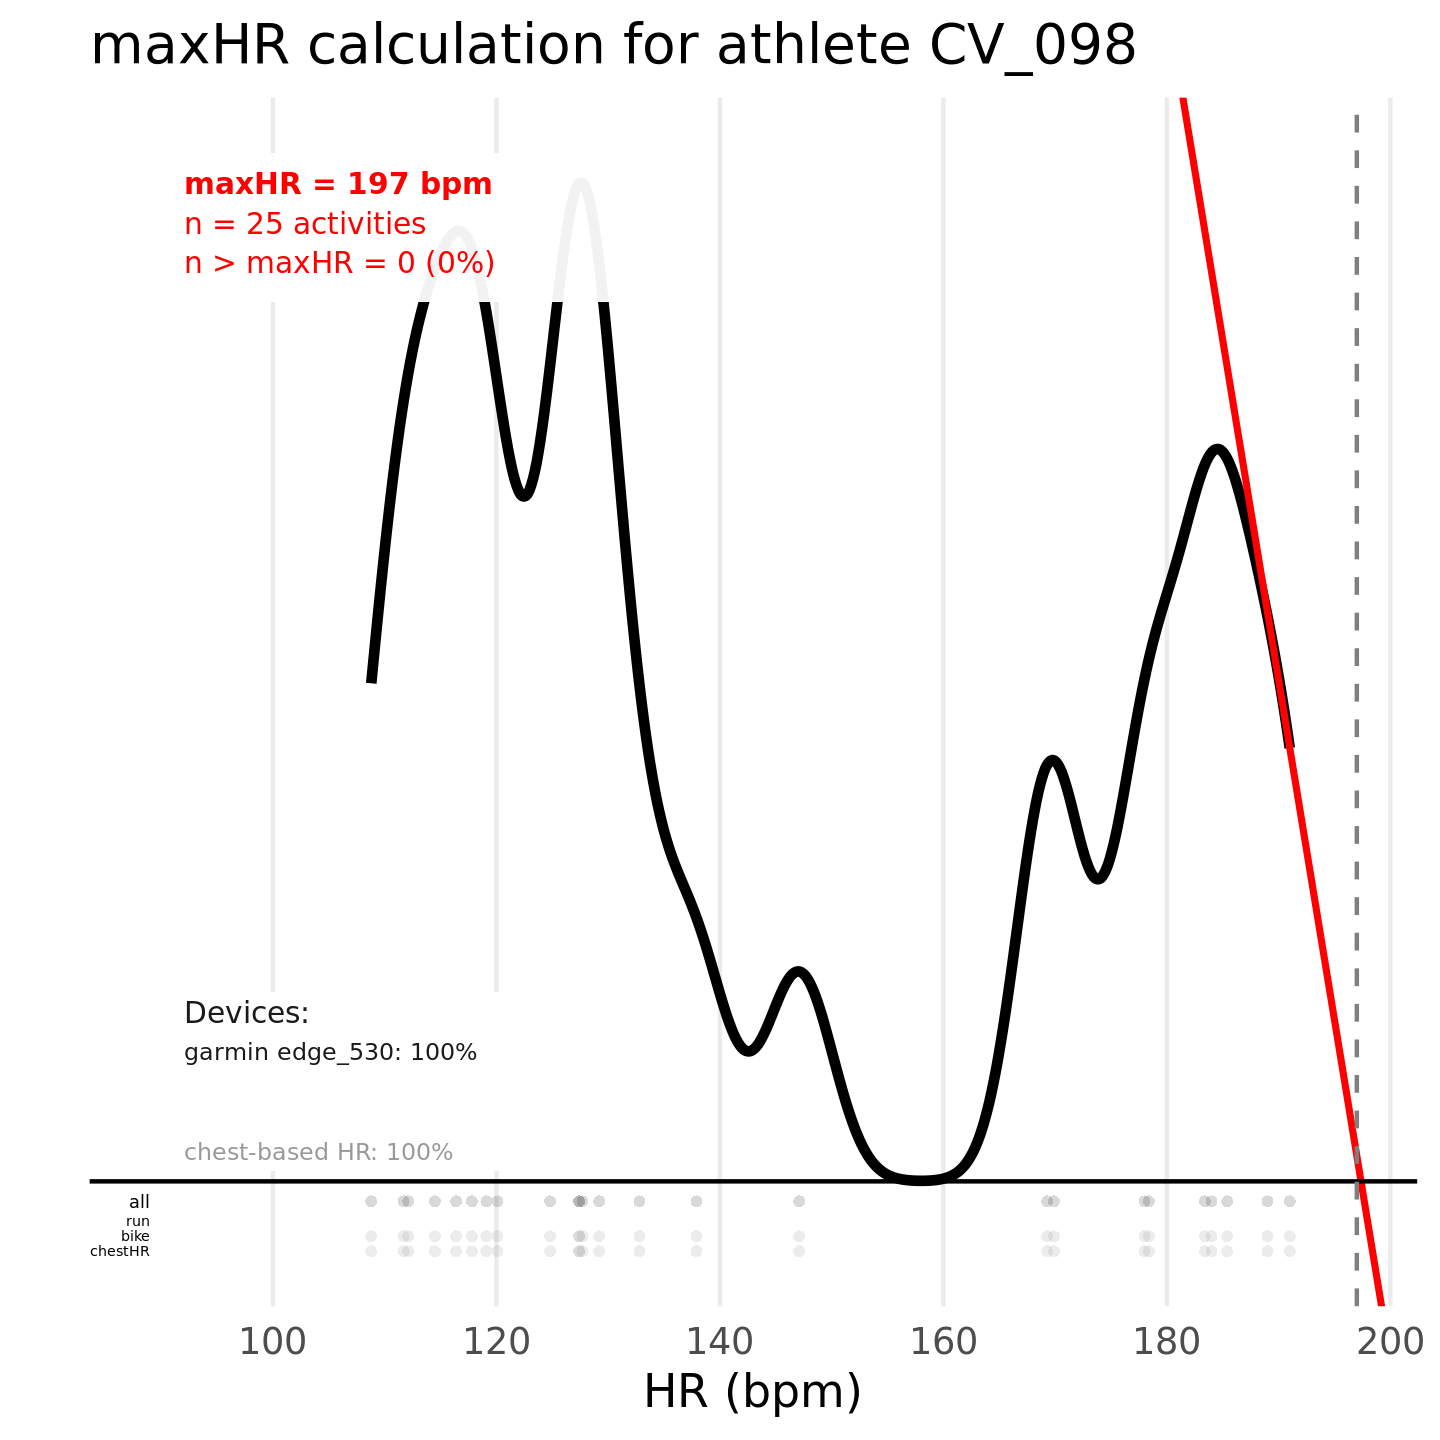 maxHR calculation for athlete CV_098
maxHR = 197 bpm
n = 25 activities
n > maxHR = 0 (0%)
Devices:
garmin edge_530: 100%
chest-based HR: 100%
all
run
bike
chestHR
100 120 140 160 180 200
HR (bpm)